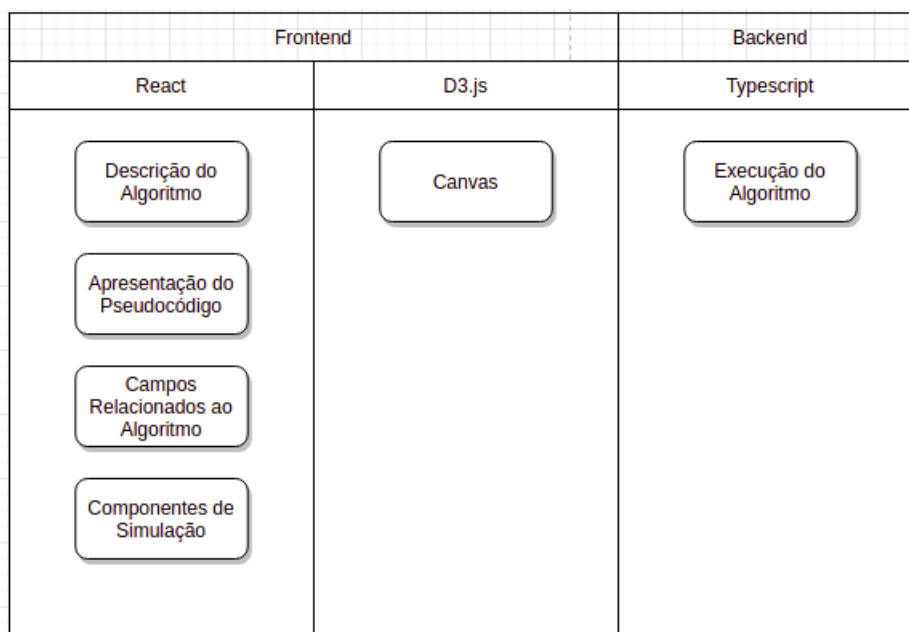 Frontend
Backend
React
D3.js
Typescript
Descrição do
Algoritmo
Canvas
Execução do
Algoritmo
Apresentação do
Pseudocódigo
Campos
Relacionados ao
Algoritmo
Componentes de
Simulação